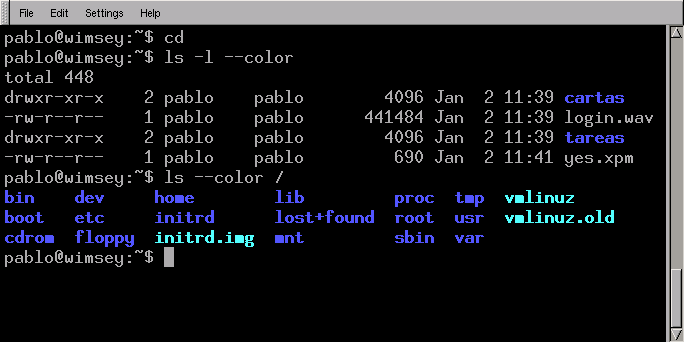 File Edit Settings Help
pablo@wimsey:~$ cd
pablo@wimsey:~$ ls -l --color
total 448
drwxr-xr-x    2 pablo    pablo        4096 Jan  2 11:39 cartas
-rw-r--r--    1 pablo    pablo      441484 Jan  2 11:39 login.wav
drwxr-xr-x    2 pablo    pablo        4096 Jan  2 11:39 tareas
-rw-r--r--    1 pablo    pablo         690 Jan  2 11:41 yes.xpm
pablo@wimsey:~$ ls --color /
bin    dev     home        lib         proc  tmp  vmlinuz
boot   etc     initrd      lost+found  root  usr  vmlinuz.old
cdrom  floppy  initrd.img  mnt         sbin  var
pablo@wimsey:~$